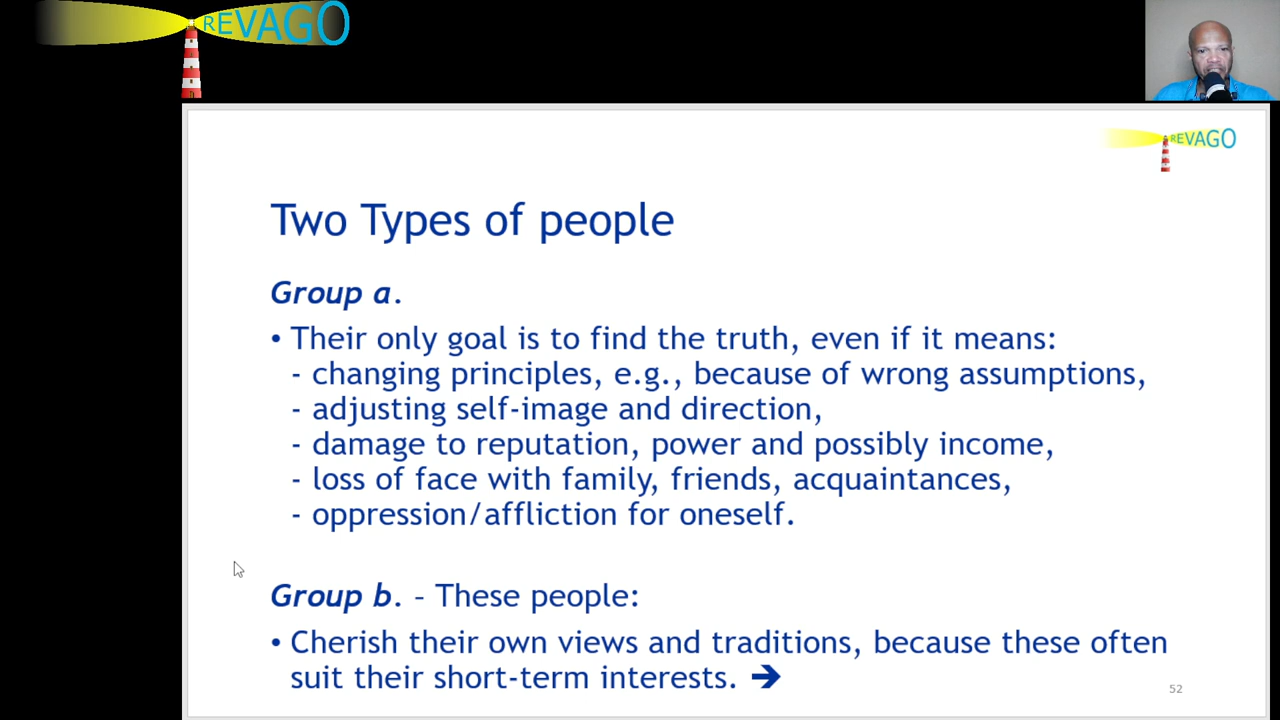 REVAGO
REVAGO
Two Types of people
Group a.
• Their only goal is to find the truth, even if it means:
- changing principles, e.g., because of wrong assumptions,
- adjusting self-image and direction,
- damage to reputation, power and possibly income,
- loss of face with family, friends, acquaintances,
- oppression/affliction for oneself.
Group b. – These people:
• Cherish their own views and traditions, because these often
suit their short-term interests. ➔
52